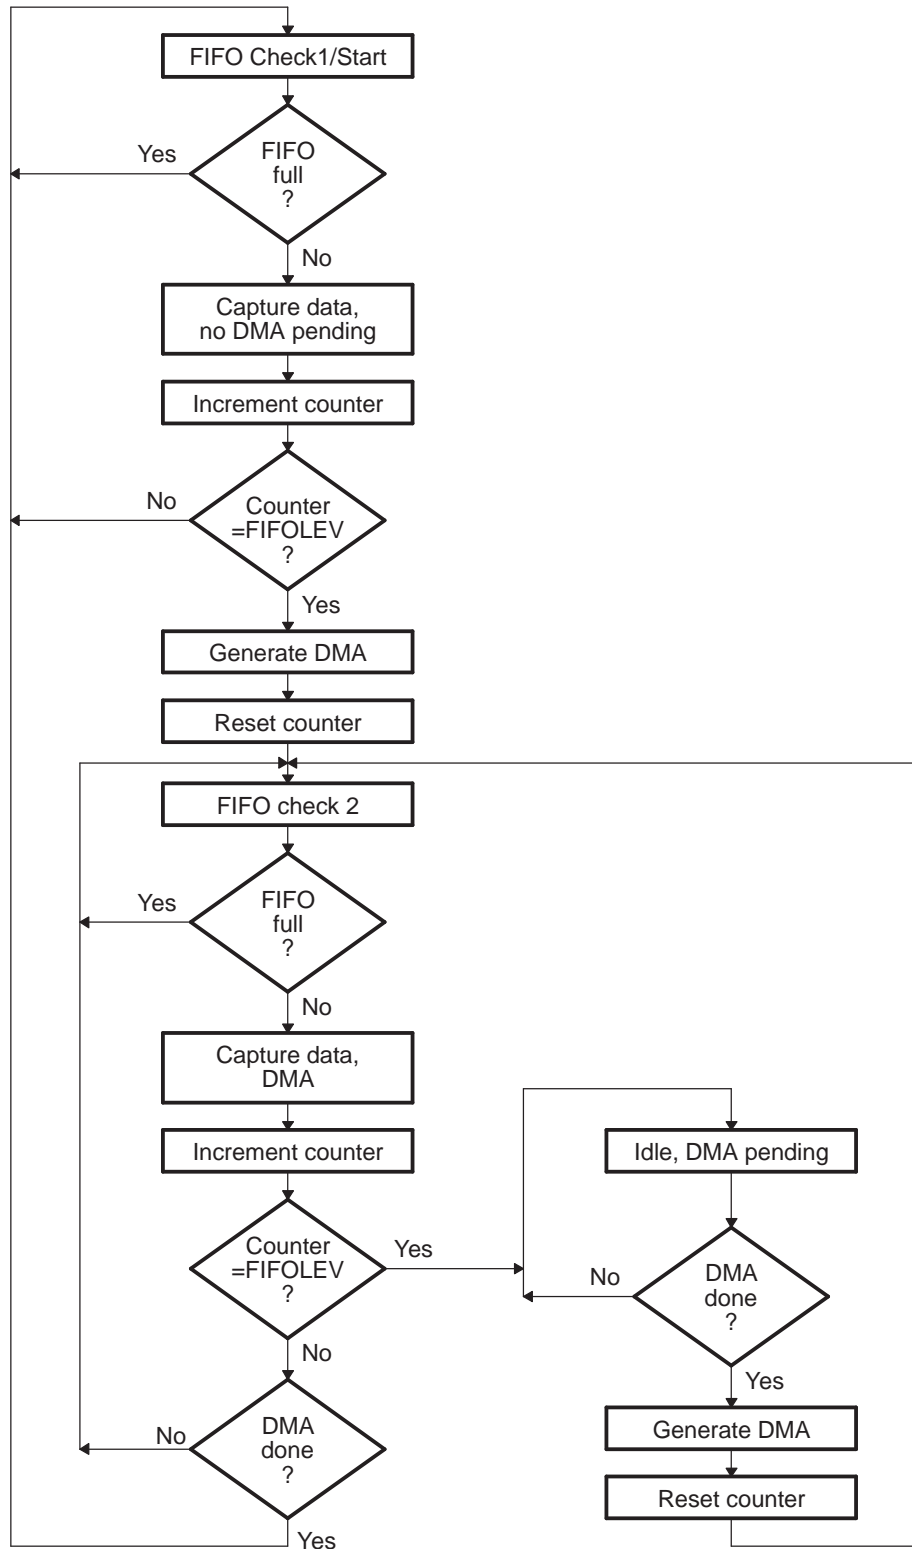 FIFO Check1/Start
Yes
FIFO
full
?
No
Capture data,
no DMA pending
Increment counter
No
Counter
=FIFOLEV
?
Yes
Generate DMA
Reset counter
FIFO check 2
Yes
FIFO
full
?
No
Capture data,
DMA
Increment counter
Counter
=FIFOLEV
?
Yes
No
DMA
done
?
No
Yes
Idle, DMA pending
DMA
done
?
No
Yes
Generate DMA
Reset counter